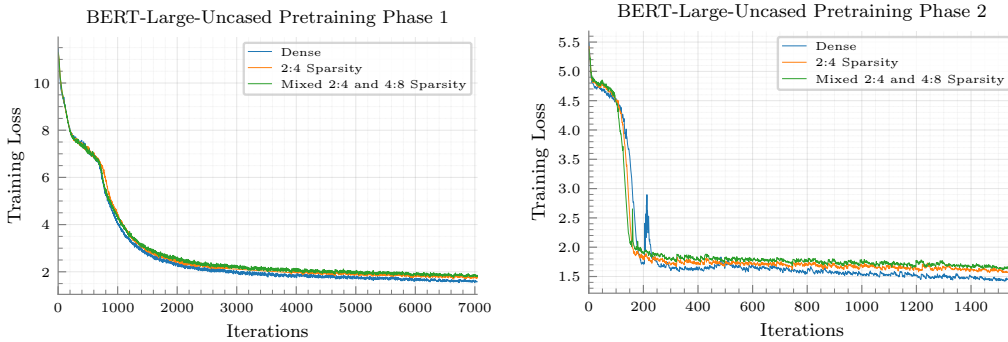 BERT-Large-Uncased Pretraining Phase 1
Dense
2:4 Sparsity
Mixed 2:4 and 4:8 Sparsity
10
8
6
4
2
Training Loss
0
1000
2000
3000
4000
5000
6000
7000
Iterations
BERT-Large-Uncased Pretraining Phase 2
Dense
2:4 Sparsity
Mixed 2:4 and 4:8 Sparsity
5.5
5.0
4.5
4.0
3.5
3.0
2.5
2.0
1.5
Training Loss
0
200
400
600
800
1000
1200
1400
Iterations